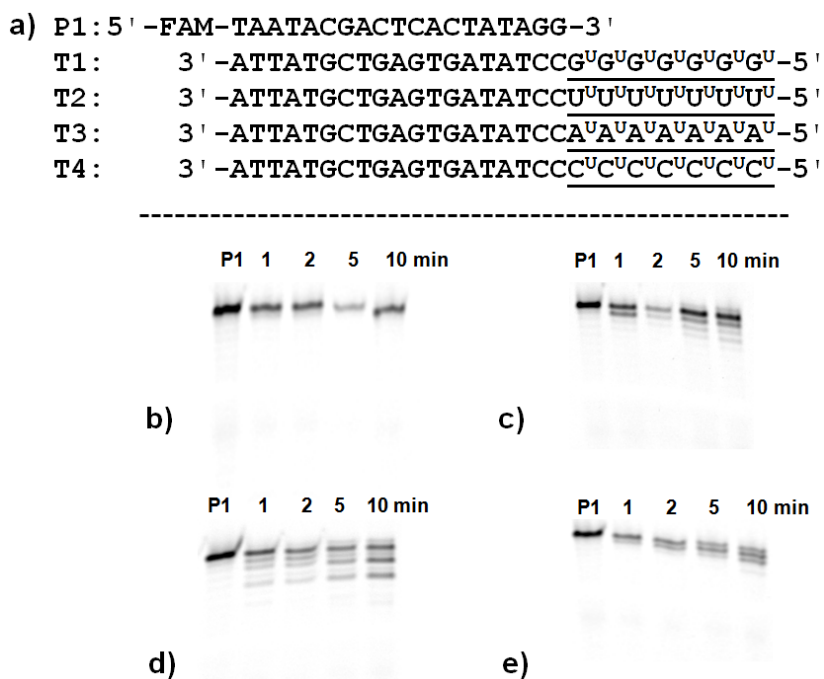 a) P1:5'-FAM-TAATACGACTCACTATAGG-3'
T1: 3'-ATTATGCTGAGTGATATCCGᵁGᵁGᵁGᵁGᵁGᵁGᵁ-5'
T2: 3'-ATTATGCTGAGTGATATCCUᵁUᵁUᵁUᵁUᵁUᵁUᵁ-5'
T3: 3'-ATTATGCTGAGTGATATCCAᵁAᵁAᵁAᵁAᵁAᵁAᵁ-5'
T4: 3'-ATTATGCTGAGTGATATCCCᵁCᵁCᵁCᵁCᵁCᵁCᵁ-5'
P1 1 2 5 10 min
b)
P1 1 2 5 10 min
c)
P1 1 2 5 10 min
d)
P1 1 2 5 10 min
e)